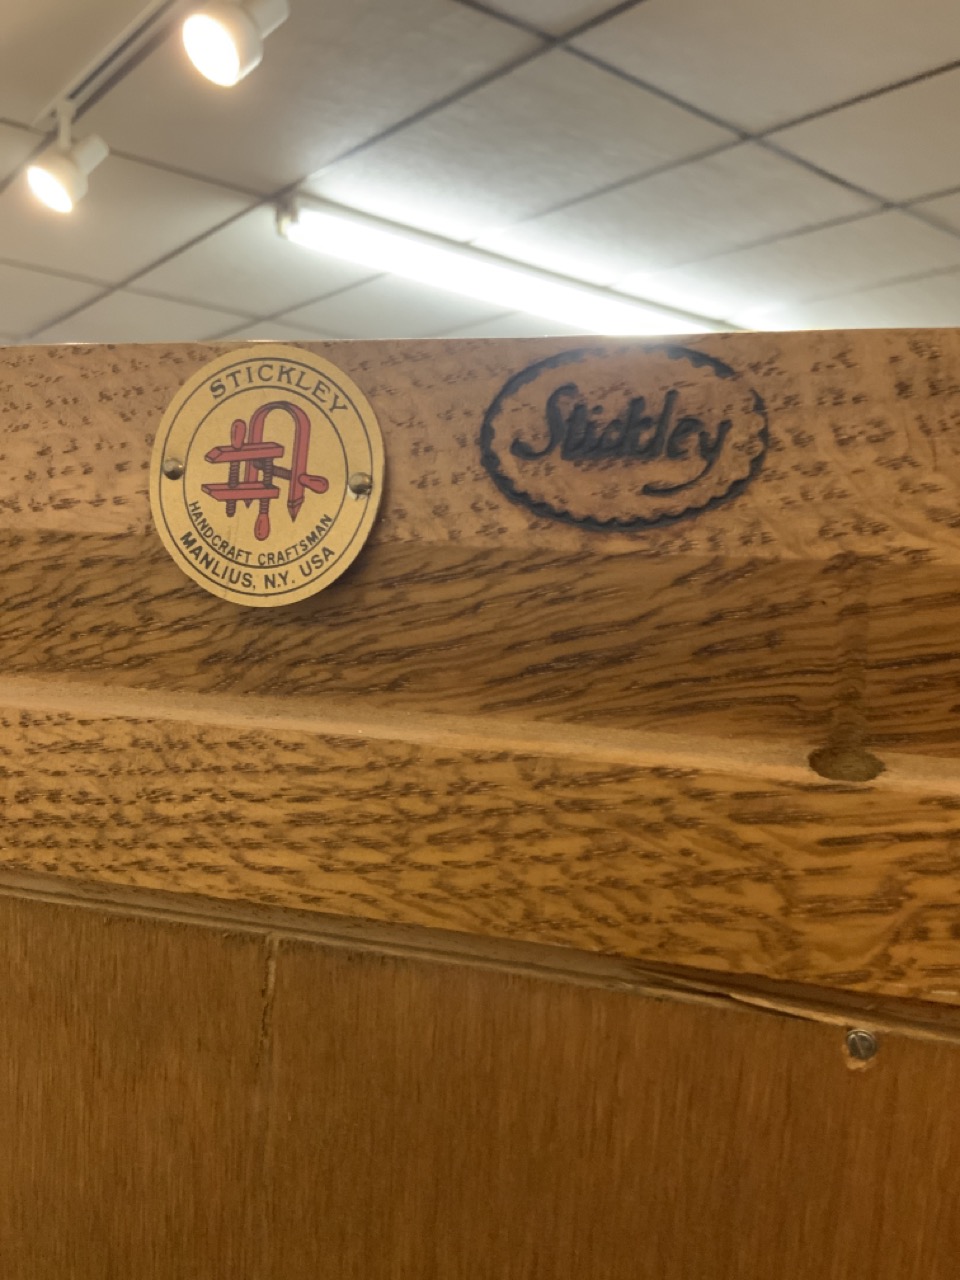 STICKLEY
HANDCRAFT CRAFTSMAN
MANLIUS, N.Y. USA
Stickley